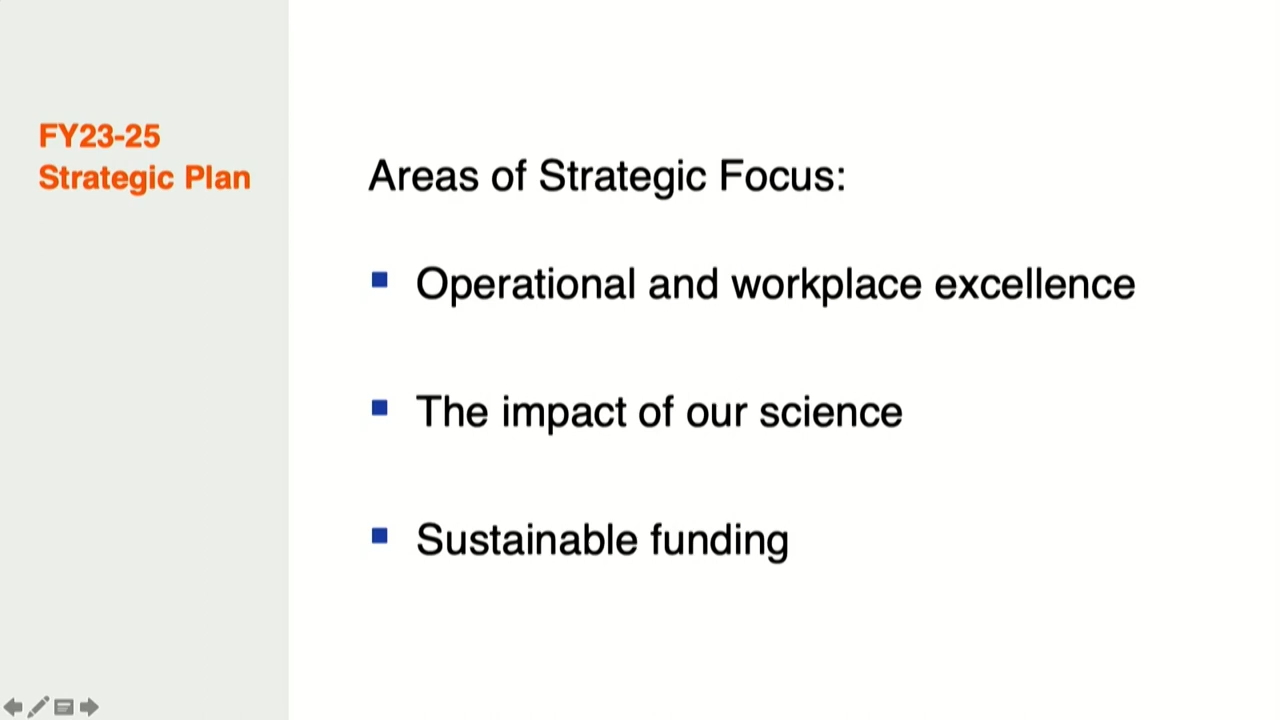 FY23-25
Strategic Plan
Areas of Strategic Focus:
Operational and workplace excellence
The impact of our science
Sustainable funding